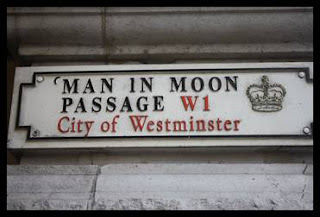 'MAN IN MOON
PASSAGE W1
City of Westminster